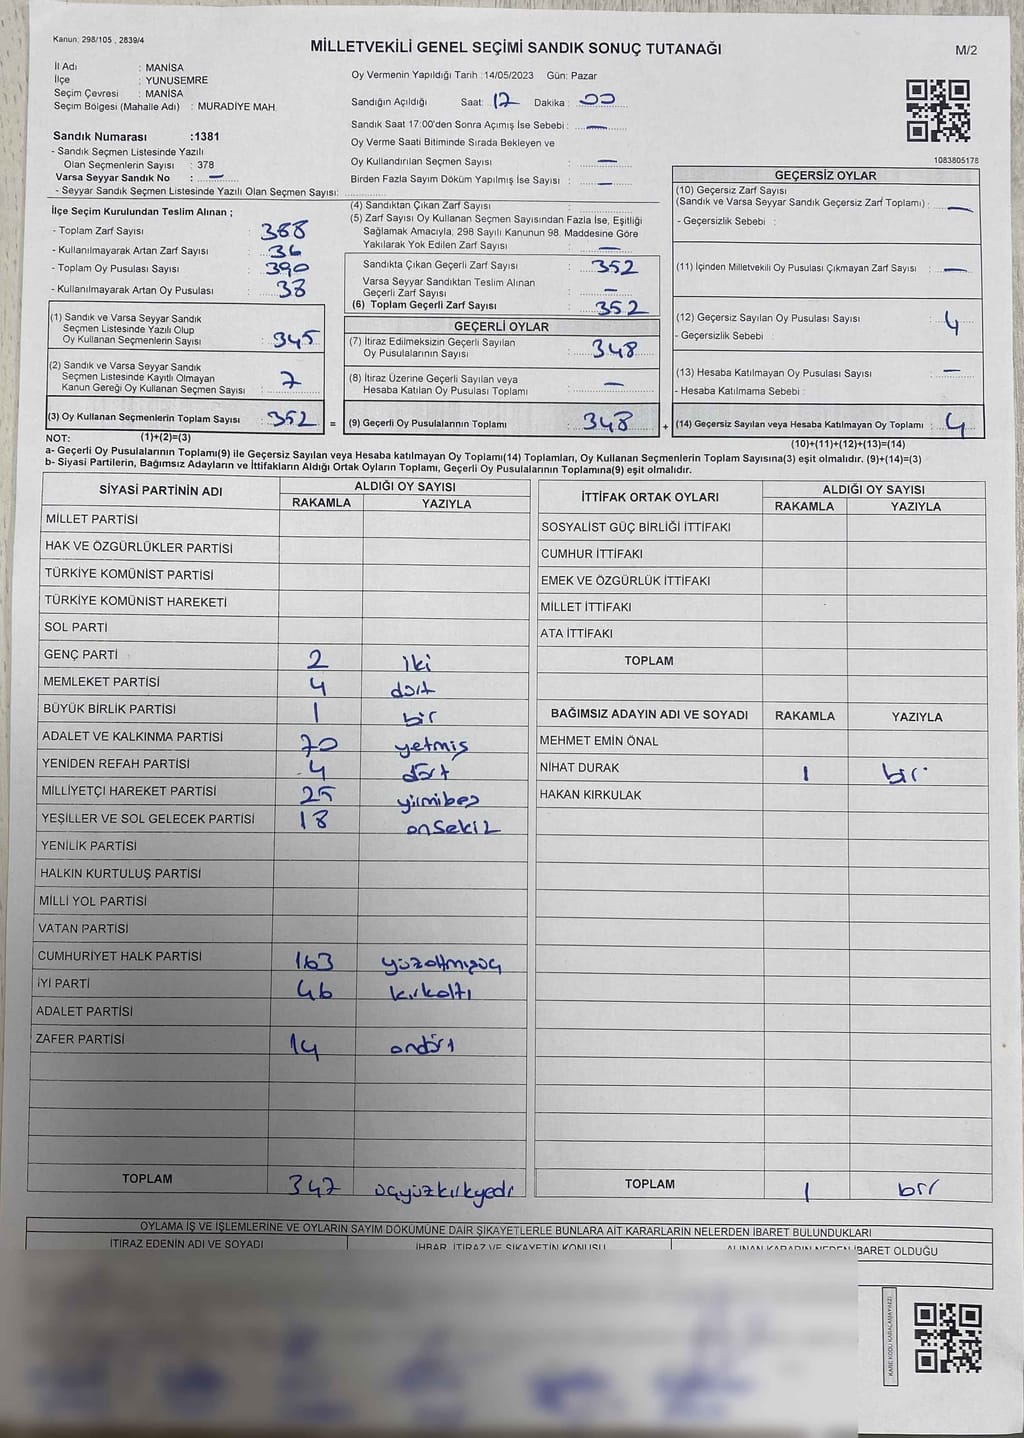 Kanun: 298/105 , 2839/4
MİLLETVEKİLİ GENEL SEÇİMİ SANDIK SONUÇ TUTANAĞI
M/2
İl Adı : MANİSA
İlçe : YUNUSEMRE
Seçim Çevresi : MANİSA
Seçim Bölgesi (Mahalle Adı) : MURADİYE MAH.
Sandık Numarası :1381
- Sandık Seçmen Listesinde Yazılı
Olan Seçmenlerin Sayısı : 378
Varsa Seyyar Sandık No : —
- Seyyar Sandık Seçmen Listesinde Yazılı Olan Seçmen Sayısı:
Oy Vermenin Yapıldığı Tarih :14/05/2023 Gün: Pazar
Sandığın Açıldığı Saat: 17 Dakika : 00
Sandık Saat 17:00'den Sonra Açımış İse Sebebi : —
Oy Verme Saati Bitiminde Sırada Bekleyen ve
Oy Kullandırılan Seçmen Sayısı : —
Birden Fazla Sayım Döküm Yapılmış İse Sayısı : —
1083805178
İlçe Seçim Kurulundan Teslim Alınan ;
- Toplam Zarf Sayısı : 388
- Kullanılmayarak Artan Zarf Sayısı : 36
- Toplam Oy Pusulası Sayısı : 390
- Kullanılmayarak Artan Oy Pusulası : 38
(1) Sandık ve Varsa Seyyar Sandık
Seçmen Listesinde Yazılı Olup
Oy Kullanan Seçmenlerin Sayısı : 345
(2) Sandık ve Varsa Seyyar Sandık
Seçmen Listesinde Kayıtlı Olmayan
Kanun Gereği Oy Kullanan Seçmen Sayısı : 7
(3) Oy Kullanan Seçmenlerin Toplam Sayısı : 352 =
(4) Sandıktan Çıkan Zarf Sayısı :
(5) Zarf Sayısı Oy Kullanan Seçmen Sayısından Fazla İse, Eşitliği
Sağlamak Amacıyla, 298 Sayılı Kanunun 98. Maddesine Göre
Yakılarak Yok Edilen Zarf Sayısı : —
Sandıkta Çıkan Geçerli Zarf Sayısı : 352
Varsa Seyyar Sandıktan Teslim Alınan
Geçerli Zarf Sayısı : —
(6) Toplam Geçerli Zarf Sayısı : 352
GEÇERLİ OYLAR
(7) İtiraz Edilmeksizin Geçerli Sayılan
Oy Pusulalarının Sayısı : 348
(8) İtiraz Üzerine Geçerli Sayılan veya
Hesaba Katılan Oy Pusulası Toplamı : —
(9) Geçerli Oy Pusulalarının Toplamı : 348 +
GEÇERSİZ OYLAR
(10) Geçersiz Zarf Sayısı
(Sandık ve Varsa Seyyar Sandık Geçersiz Zarf Toplamı) : —
- Geçersizlik Sebebi :
(11) İçinden Milletvekili Oy Pusulası Çıkmayan Zarf Sayısı : —
(12) Geçersiz Sayılan Oy Pusulası Sayısı : 4
- Geçersizlik Sebebi :
(13) Hesaba Katılmayan Oy Pusulası Sayısı : —
- Hesaba Katılmama Sebebi :
(14) Geçersiz Sayılan veya Hesaba Katılmayan Oy Toplamı : 4
NOT: (1)+(2)=(3)
(10)+(11)+(12)+(13)=(14)
a- Geçerli Oy Pusulalarının Toplamı(9) ile Geçersiz Sayılan veya Hesaba katılmayan Oy Toplamı(14) Toplamları, Oy Kullanan Seçmenlerin Toplam Sayısına(3) eşit olmalıdır. (9)+(14)=(3)
b- Siyasi Partilerin, Bağımsız Adayların ve İttifakların Aldığı Ortak Oyların Toplamı, Geçerli Oy Pusulalarının Toplamına(9) eşit olmalıdır.
SİYASİ PARTİNİN ADI ALDIĞI OY SAYISI
RAKAMLA YAZIYLA
MİLLET PARTİSİ
HAK VE ÖZGÜRLÜKLER PARTİSİ
TÜRKİYE KOMÜNİST PARTİSİ
TÜRKİYE KOMÜNİST HAREKETİ
SOL PARTİ
GENÇ PARTİ 2 iki
MEMLEKET PARTİSİ 4 dört
BÜYÜK BİRLİK PARTİSİ 1 bir
ADALET VE KALKINMA PARTİSİ 70 yetmiş
YENİDEN REFAH PARTİSİ 4 dört
MİLLİYETÇİ HAREKET PARTİSİ 25 yirmibeş
YEŞİLLER VE SOL GELECEK PARTİSİ 18 onsekiz
YENİLİK PARTİSİ
HALKIN KURTULUŞ PARTİSİ
MİLLİ YOL PARTİSİ
VATAN PARTİSİ
CUMHURİYET HALK PARTİSİ 163 yüzaltmışüç
İYİ PARTİ 46 kırkaltı
ADALET PARTİSİ
ZAFER PARTİSİ 14 ondört
TOPLAM 347 üçyüzkırkyedi
İTTİFAK ORTAK OYLARI ALDIĞI OY SAYISI
RAKAMLA YAZIYLA
SOSYALİST GÜÇ BİRLİĞİ İTTİFAKI
CUMHUR İTTİFAKI
EMEK VE ÖZGÜRLÜK İTTİFAKI
MİLLET İTTİFAKI
ATA İTTİFAKI
TOPLAM
BAĞIMSIZ ADAYIN ADI VE SOYADI RAKAMLA YAZIYLA
MEHMET EMİN ÖNAL
NİHAT DURAK 1 bir
HAKAN KIRKULAK
TOPLAM 1 bir
OYLAMA İŞ VE İŞLEMLERİNE VE OYLARIN SAYIM DÖKÜMÜNE DAİR ŞİKAYETLERLE BUNLARA AİT KARARLARIN NELERDEN İBARET BULUNDUKLARI
İTİRAZ EDENİN ADI VE SOYADI
İHBAR, İTİRAZ VE ŞİKAYETİN KONUSU
ALINAN KARARIN NEDEN İBARET OLDUĞU